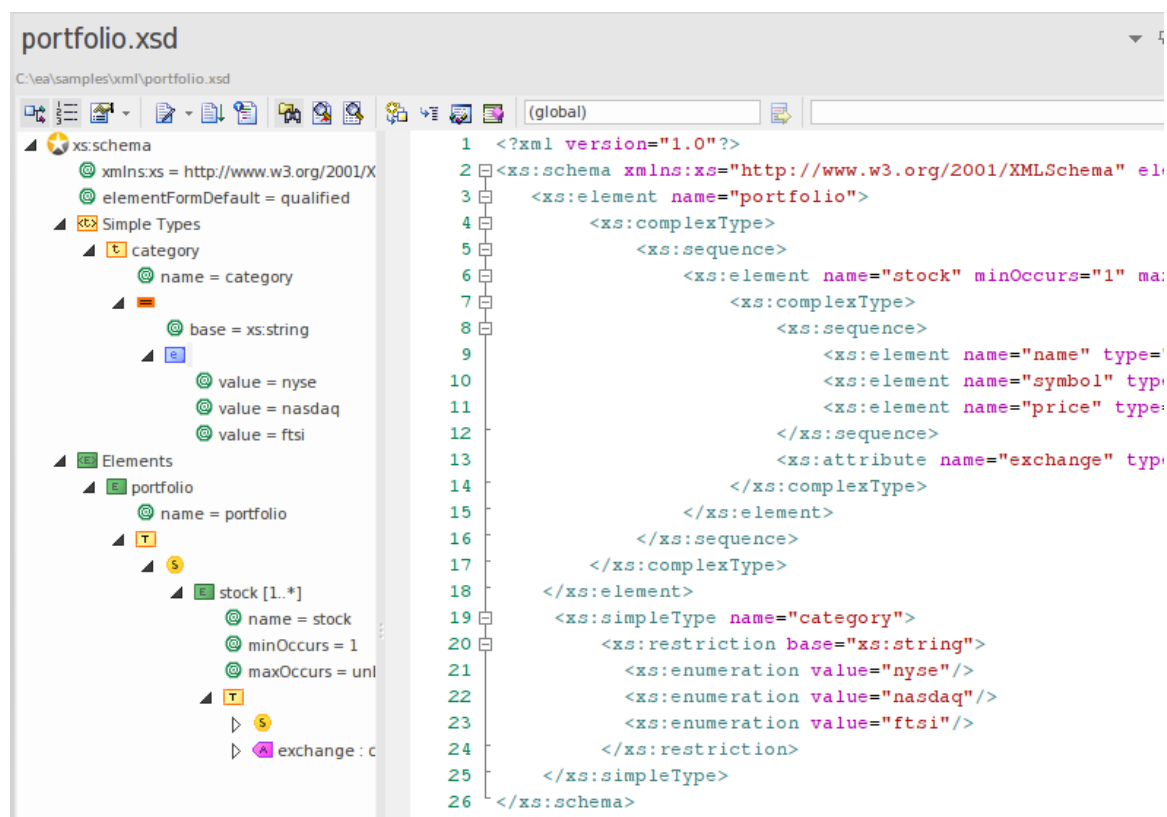 portfolio.xsd
C:\ea\samples\xml\portfolio.xsd
(global)
xs:schema
xmlns:xs = http://www.w3.org/2001/X
elementFormDefault = qualified
<t> Simple Types
t category
name = category
base = xs:string
e
value = nyse
value = nasdaq
value = ftsi
<E> Elements
E portfolio
name = portfolio
T
S
E stock [1..*]
name = stock
minOccurs = 1
maxOccurs = unl
T
S
A exchange : c
1 <?xml version="1.0"?>
2 <xs:schema xmlns:xs="http://www.w3.org/2001/XMLSchema" ele
3 <xs:element name="portfolio">
4 <xs:complexType>
5 <xs:sequence>
6 <xs:element name="stock" minOccurs="1" max
7 <xs:complexType>
8 <xs:sequence>
9 <xs:element name="name" type="
10 <xs:element name="symbol" type
11 <xs:element name="price" type=
12 </xs:sequence>
13 <xs:attribute name="exchange" type
14 </xs:complexType>
15 </xs:element>
16 </xs:sequence>
17 </xs:complexType>
18 </xs:element>
19 <xs:simpleType name="category">
20 <xs:restriction base="xs:string">
21 <xs:enumeration value="nyse"/>
22 <xs:enumeration value="nasdaq"/>
23 <xs:enumeration value="ftsi"/>
24 </xs:restriction>
25 </xs:simpleType>
26 </xs:schema>